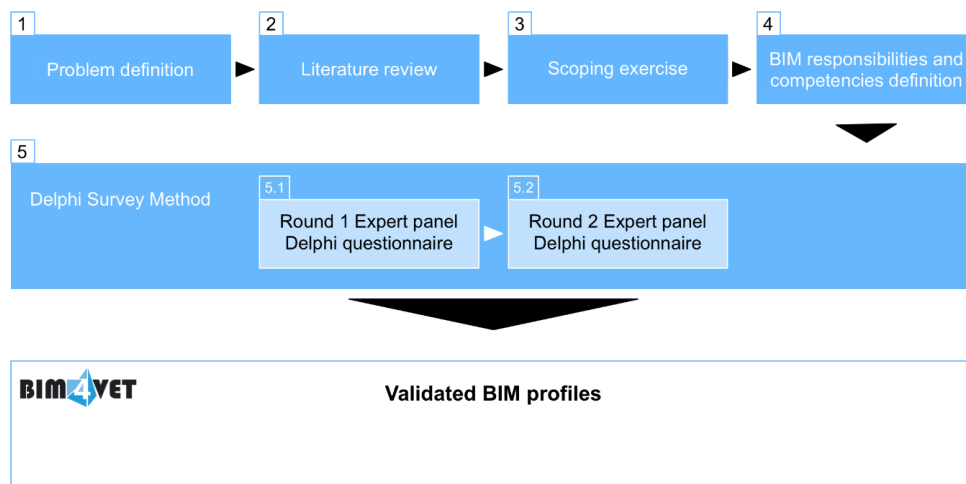 1
Problem definition
2
Literature review
3
Scoping exercise
4
BIM responsibilities and
competencies definition
5
Delphi Survey Method
5.1
Round 1 Expert panel
Delphi questionnaire
5.2
Round 2 Expert panel
Delphi questionnaire
BIM4VET
Validated BIM profiles